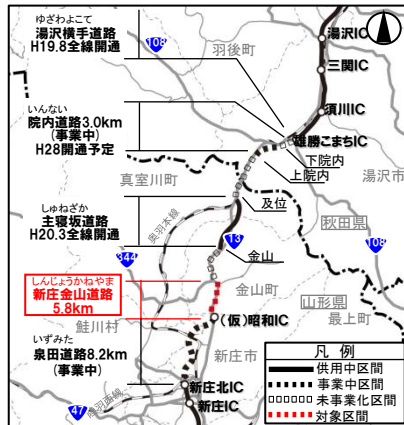 ゆざわよこて
湯沢横手道路
H19.8全線開通
108
羽後町
湯沢IC
三関IC
須川IC
雄勝こまちIC
いんない
院内道路3.0km
(事業中)
H28開通予定
下院内
上院内
湯沢市
真室川町
及位
秋田県
しゅねざか
主寝坂道路
H20.3全線開通
奥羽本線
13
108
金山
344
しんじょうかねやま
新庄金山道路
5.8km
金山町
山形県
最上町
鮭川村
(仮)昭和IC
いずみた
泉田道路8.2km
(事業中)
新庄市
新庄北IC
新庄IC
47
陸羽西線
凡 例
供用中区間
事業中区間
未事業化区間
対象区間